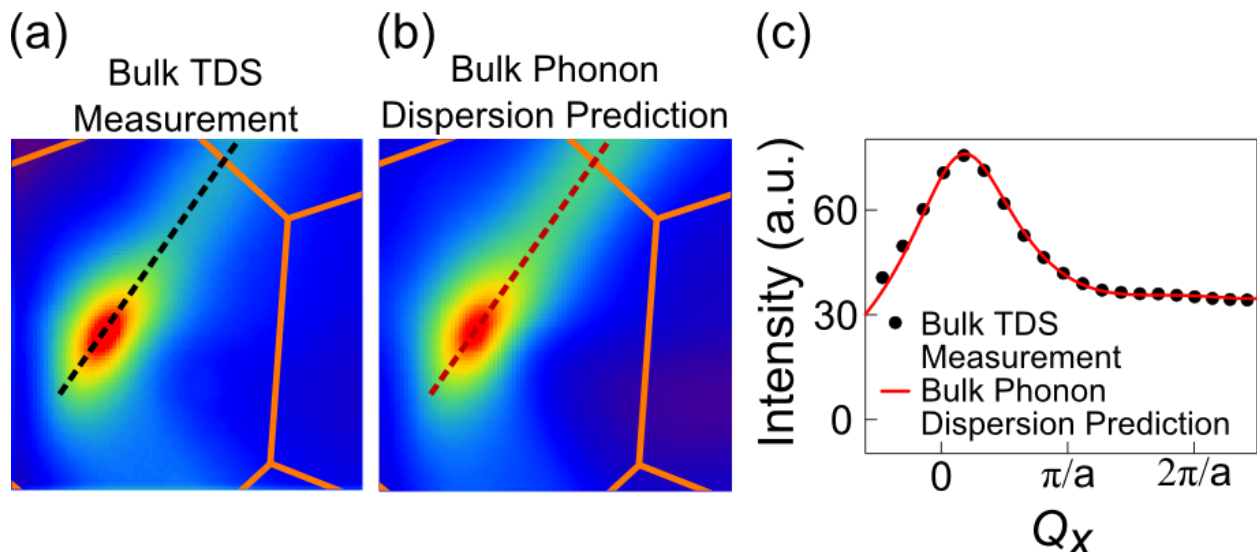 (a)
Bulk TDS
Measurement
(b)
Bulk Phonon
Dispersion Prediction
(c)
Intensity (a.u.)
60
30
0
Bulk TDS
Measurement
Bulk Phonon
Dispersion Prediction
0
π/a
2π/a
Qx